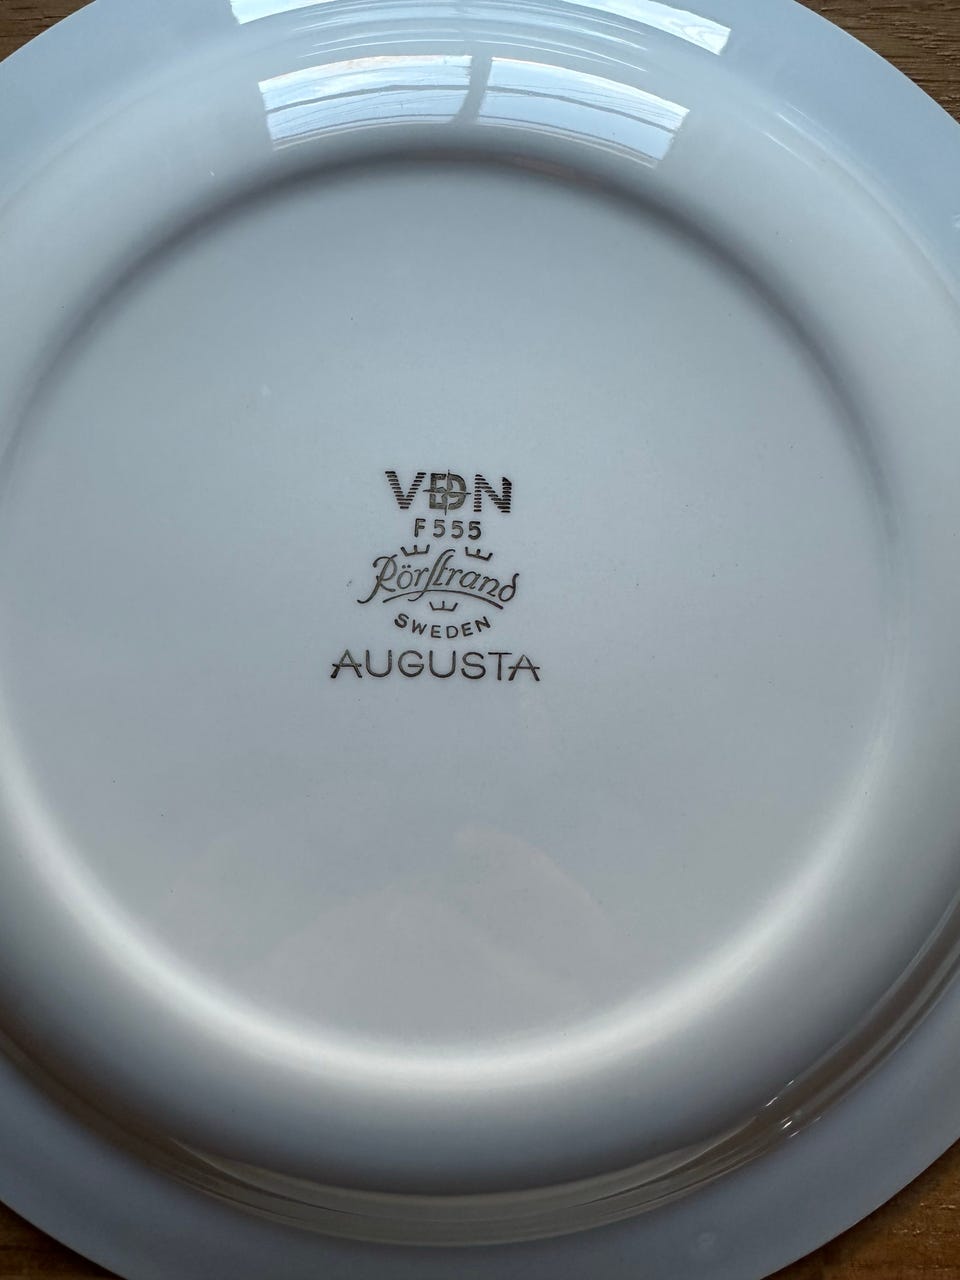 VDN
F555
Rörstrand
SWEDEN
AUGUSTA